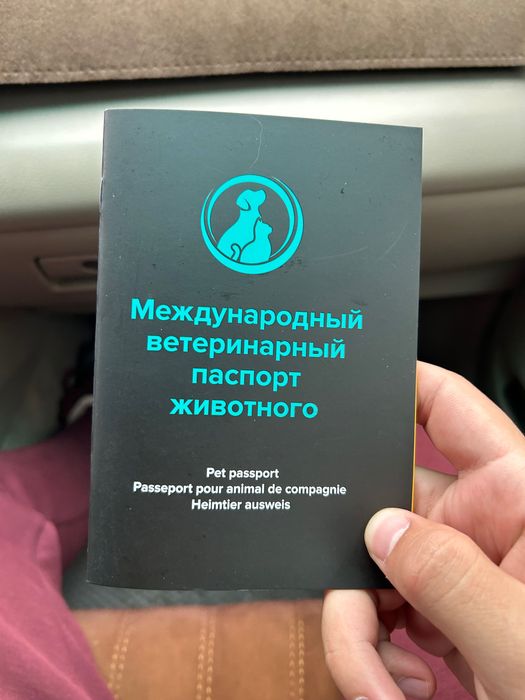 Международный
ветеринарный
паспорт
животного
Pet passport
Passeport pour animal de compagnie
Heimtier ausweis